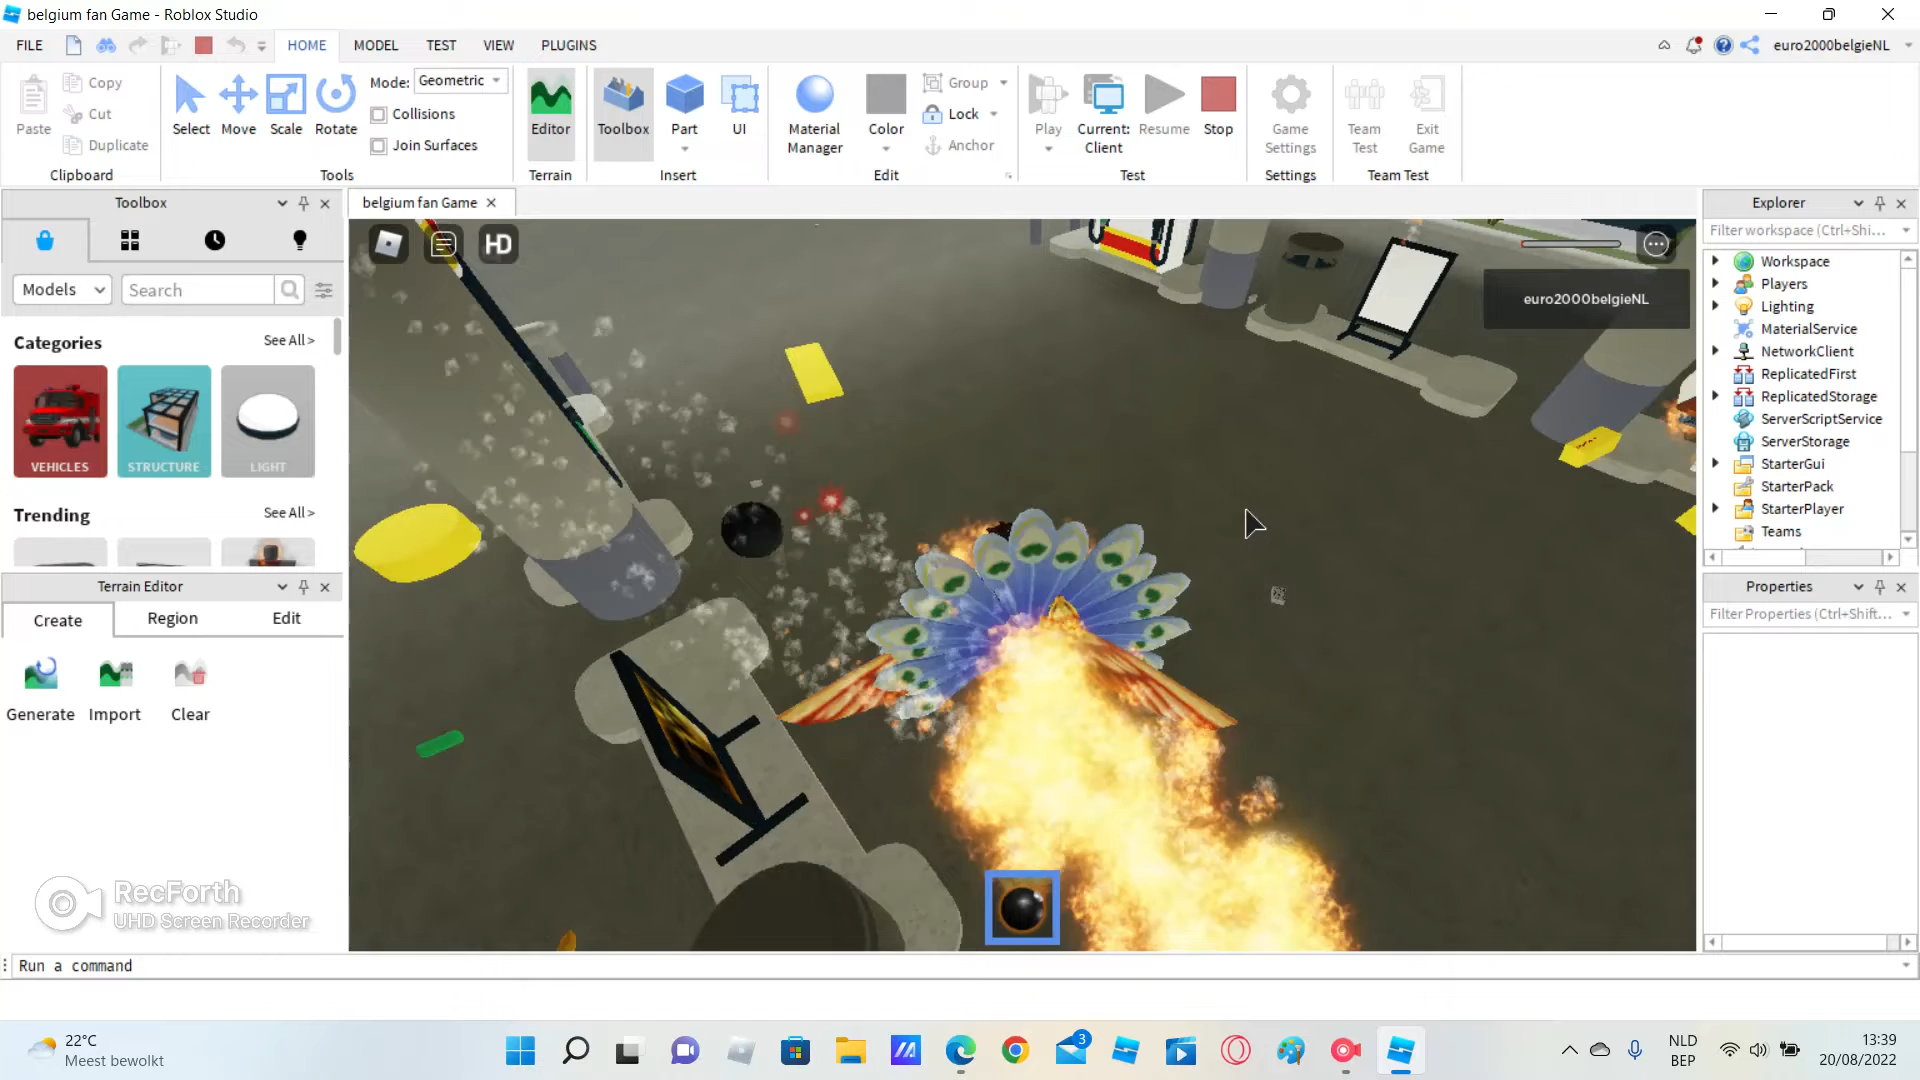 belgium fan Game - Roblox Studio
FILE HOME MODEL TEST VIEW PLUGINS euro2000belgieNL
Paste Copy Cut Duplicate
Clipboard
Select Move Scale Rotate
Mode: Geometric
Collisions
Join Surfaces
Tools
Editor
Terrain
Toolbox Part UI
Insert
Material Manager
Color
Group
Lock
Anchor
Edit
Play
Current: Client
Resume Stop
Test
Game Settings
Settings
Team Test
Exit Game
Team Test
Toolbox
Models Search
Categories See All >
VEHICLES STRUCTURE LIGHT
Trending See All >
Terrain Editor
Create Region Edit
Generate Import Clear
RecForth
UHD Screen Recorder
belgium fan Game
HD
euro2000belgieNL
Explorer
Filter workspace (Ctrl+Shi...
Workspace
Players
Lighting
MaterialService
NetworkClient
ReplicatedFirst
ReplicatedStorage
ServerScriptService
ServerStorage
StarterGui
StarterPack
StarterPlayer
Teams
Properties
Filter Properties (Ctrl+Shift...
Run a command
22°C
Meest bewolkt
3
NLD
BEP
13:39
20/08/2022